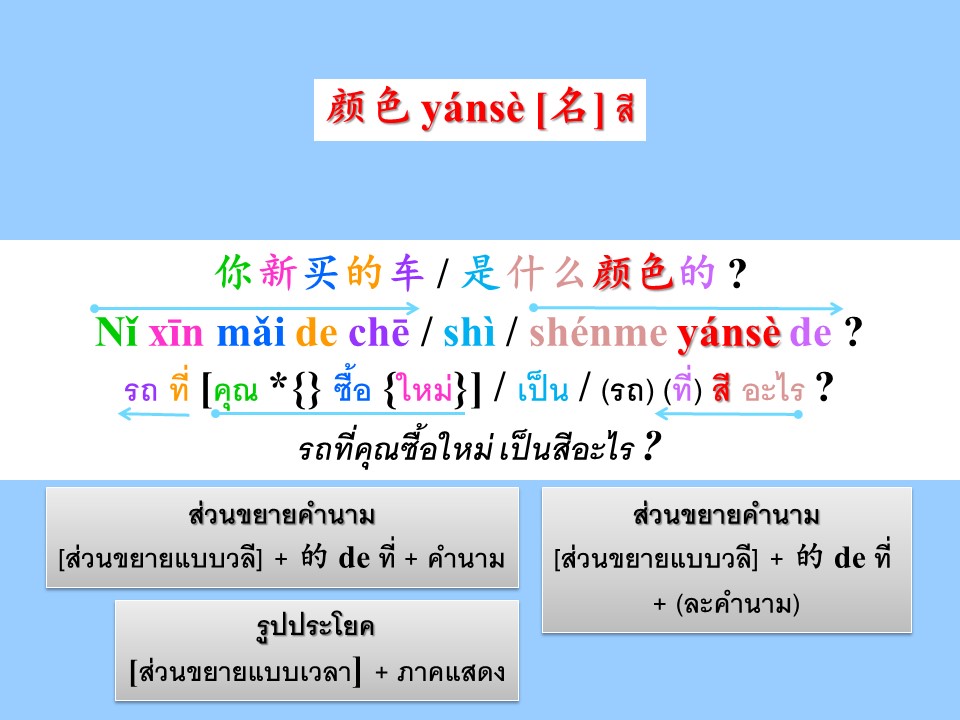 颜色 yánsè [名] สี
你新买的车 / 是什么颜色的 ?
Nǐ xīn mǎi de chē / shì / shénme yánsè de ?
รถ ที่ [คุณ *{} ซื้อ {ใหม่}] / เป็น / (รถ) (ที่) สี อะไร ?
รถที่คุณซื้อใหม่ เป็นสีอะไร ?
ส่วนขยายคำนาม
[ส่วนขยายแบบวลี] + 的 de ที่ + คำนาม
ส่วนขยายคำนาม
[ส่วนขยายแบบวลี] + 的 de ที่
+ (ละคำนาม)
รูปประโยค
[ส่วนขยายแบบเวลา] + ภาคแสดง